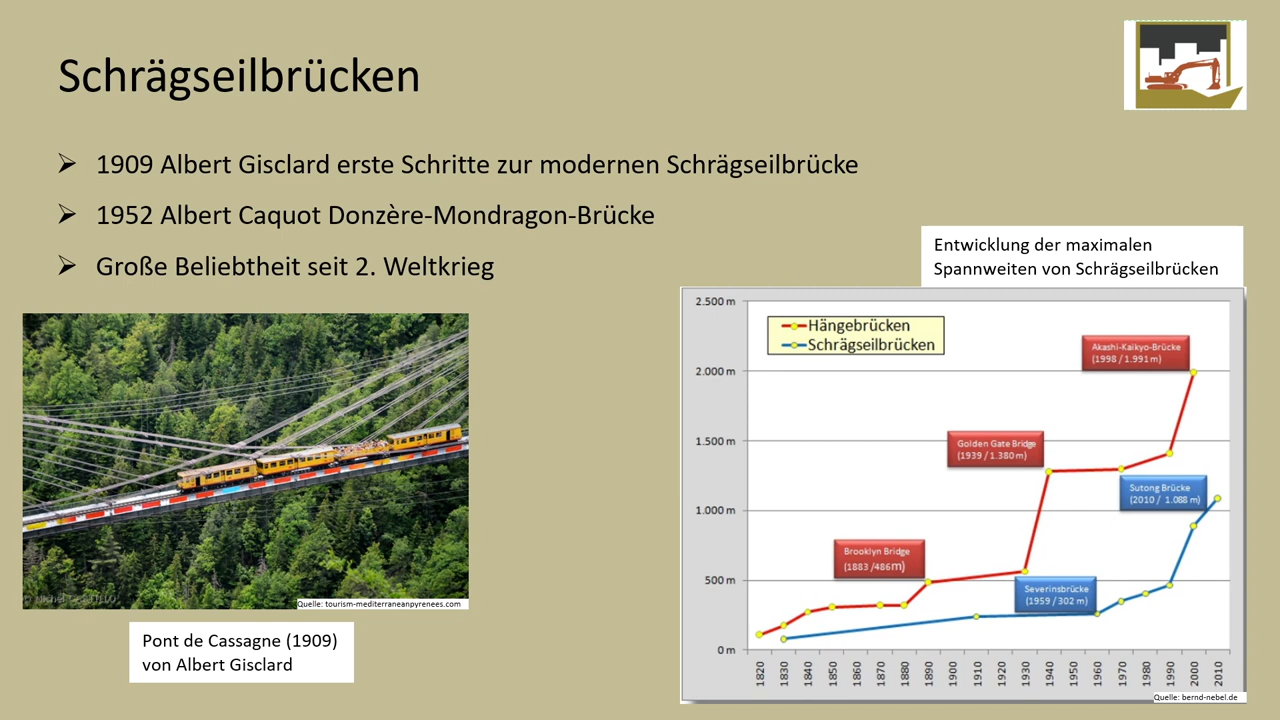 Schrägseilbrücken
1909 Albert Gisclard erste Schritte zur modernen Schrägseilbrücke
1952 Albert Caquot Donzère-Mondragon-Brücke
Große Beliebtheit seit 2. Weltkrieg
Quelle: tourism-mediterraneanpyrenees.com
Pont de Cassagne (1909)
von Albert Gisclard
Entwicklung der maximalen
Spannweiten von Schrägseilbrücken
2.500 m
2.000 m
1.500 m
1.000 m
500 m
0 m
Hängebrücken
Schrägseilbrücken
Akashi-Kaikyo-Brücke
(1998 / 1.991 m)
Golden Gate Bridge
(1939 / 1.380 m)
Sutong Brücke
(2010 / 1.088 m)
Brooklyn Bridge
(1883 /486m)
Severinsbrücke
(1959 / 302 m)
1820 1830 1840 1850 1860 1870 1880 1890 1900 1910 1920 1930 1940 1950 1960 1970 1980 1990 2000 2010
Quelle: bernd-nebel.de